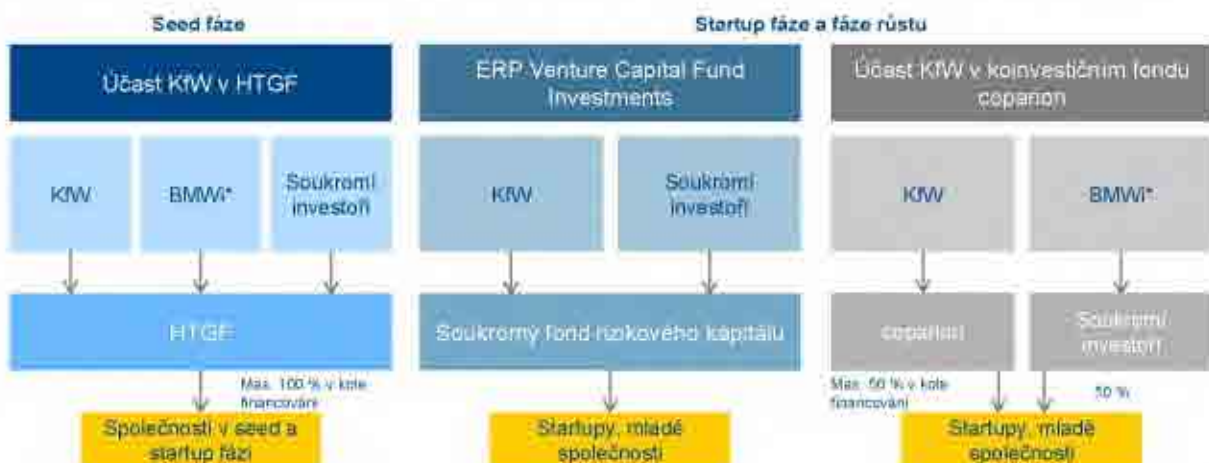 Seed fáze
Startup fáze a fáze růstu
Účast KfW v HTGF
ERP Venture Capital Fund
Investments
Účast KfW v koinvestičním fondu
coparion
KfW
BMWi*
Soukromí
investoři
KfW
Soukromí
investoři
KfW
BMWi*
HTGF
Soukromý fond rizikového kapitálu
coparion
Soukromí
investoři
Max. 100 % v kole
financování
Max. 50 % v kole
financování
50 %
Společnosti v seed a
startup fázi
Startupy, mladé
společnosti
Startupy, mladé
společnosti